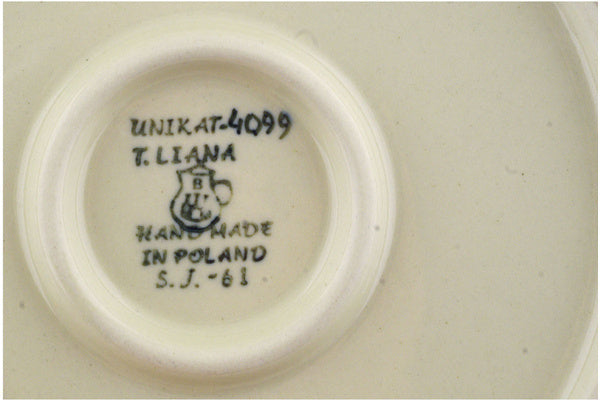 UNIKAT-4099
T. LIANA
B
HAND MADE
IN POLAND
S. J. -61